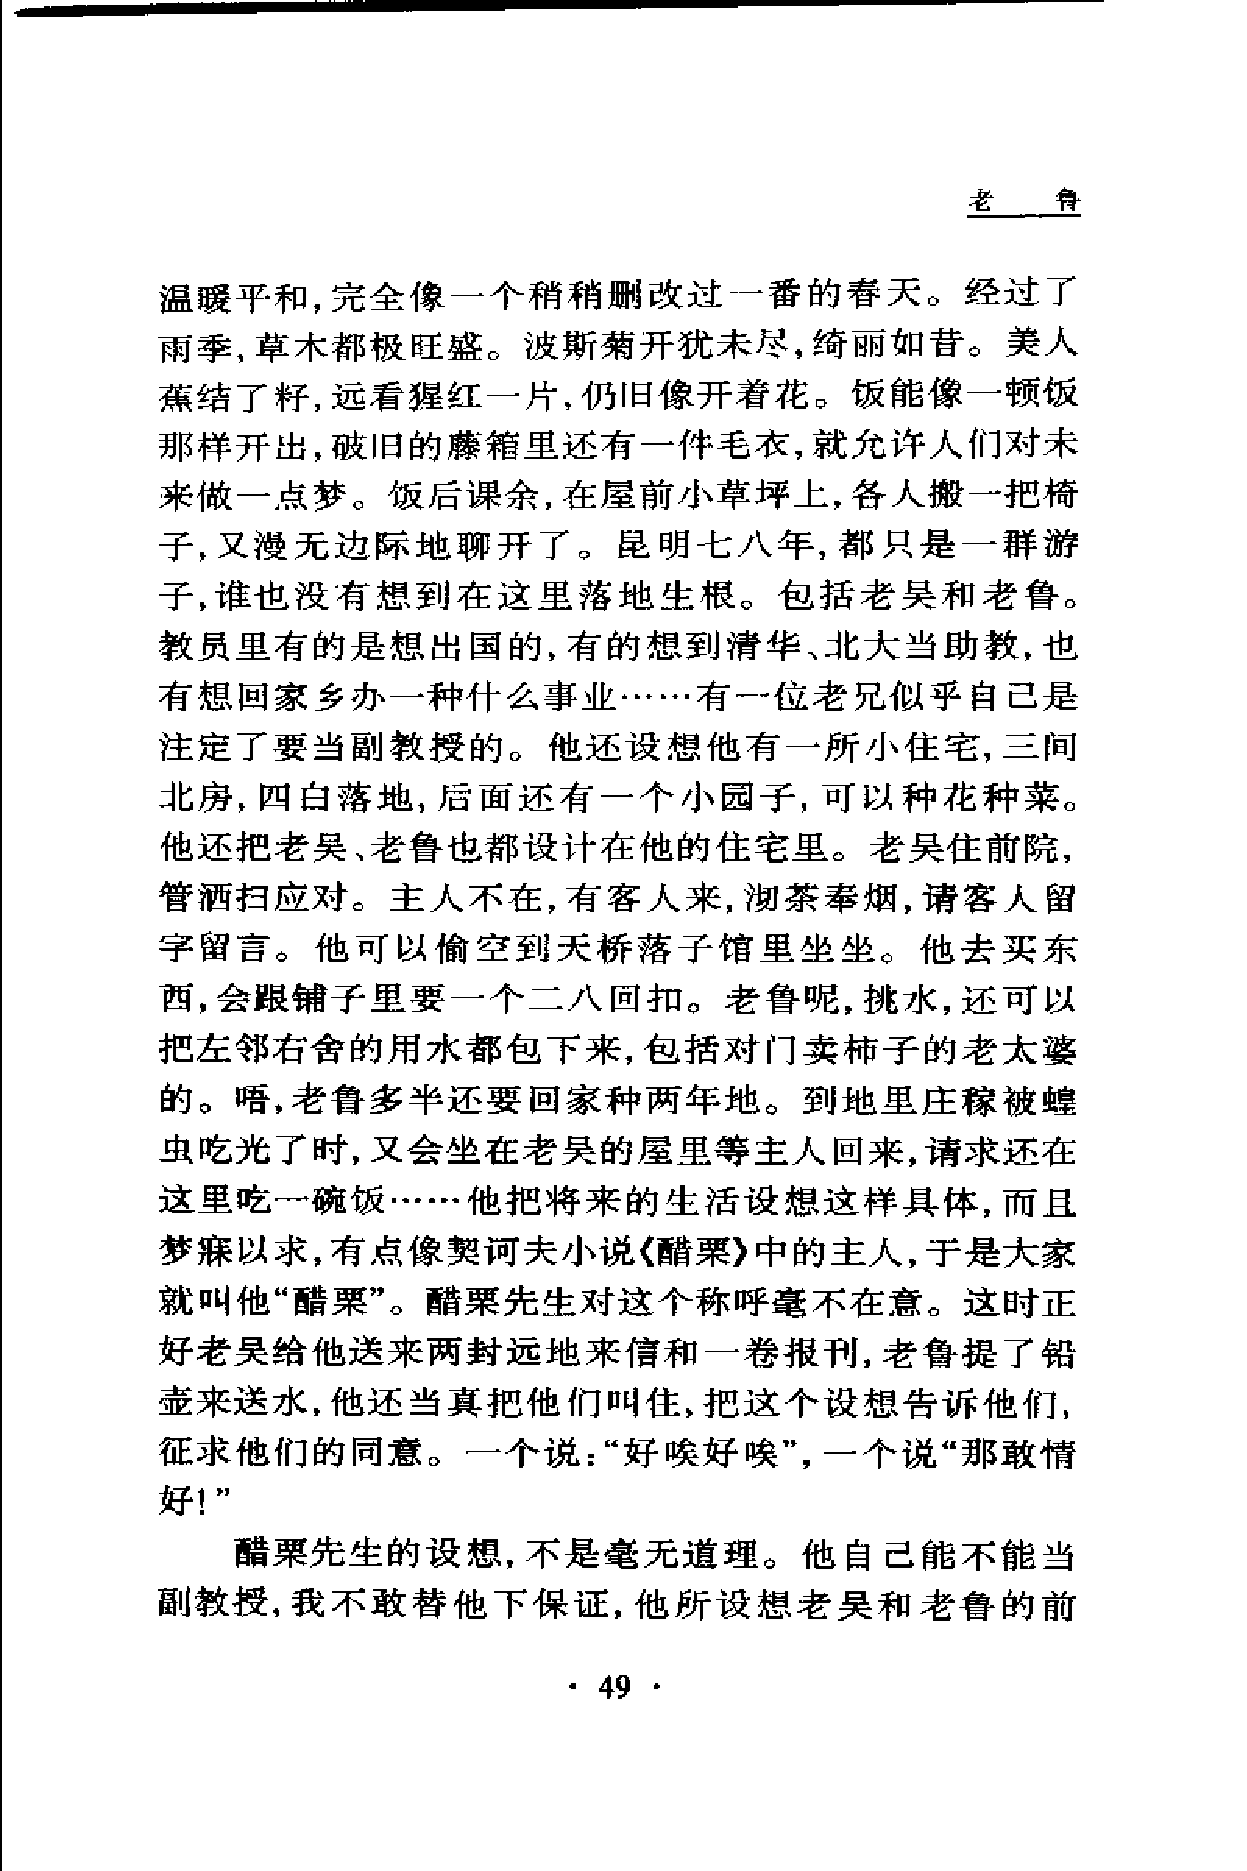 老 鲁
温暖平和,完全像一个稍稍删改过一番的春天。经过了
雨季,草木都极旺盛。波斯菊开犹未尽,绮丽如昔。美人
蕉结了籽,远看猩红一片,仍旧像开着花。饭能像一顿饭
那样开出,破旧的藤箱里还有一件毛衣,就允许人们对未
来做一点梦。饭后课余,在屋前小草坪上,各人搬一把椅
子,又漫无边际地聊开了。昆明七八年,都只是一群游
子,谁也没有想到在这里落地生根。包括老吴和老鲁。
教员里有的是想出国的,有的想到清华、北大当助教,也
有想回家乡办一种什么事业……有一位老兄似乎自己是
注定了要当副教授的。他还设想他有一所小住宅,三间
北房,四白落地,后面还有一个小园子,可以种花种菜。
他还把老吴、老鲁也都设计在他的住宅里。老吴住前院,
管洒扫应对。主人不在,有客人来,沏茶奉烟,请客人留
字留言。他可以偷空到天桥落子馆里坐坐。他去买东
西,会跟铺子里要一个二八回扣。老鲁呢,挑水,还可以
把左邻右舍的用水都包下来,包括对门卖柿子的老太婆
的。唔,老鲁多半还要回家种两年地。到地里庄稼被蝗
虫吃光了时,又会坐在老吴的屋里等主人回来,请求还在
这里吃一碗饭……他把将来的生活设想这样具体,而且
梦寐以求,有点像契诃夫小说《醋栗》中的主人,于是大家
就叫他“醋栗”。醋栗先生对这个称呼毫不在意。这时正
好老吴给他送来两封远地来信和一卷报刊,老鲁提了铅
壶来送水,他还当真把他们叫住,把这个设想告诉他们,
征求他们的同意。一个说:“好唉好唉”,一个说“那敢情
好!”
醋栗先生的设想,不是毫无道理。他自己能不能当
副教授,我不敢替他下保证,他所设想老吴和老鲁的前
· 49 ·